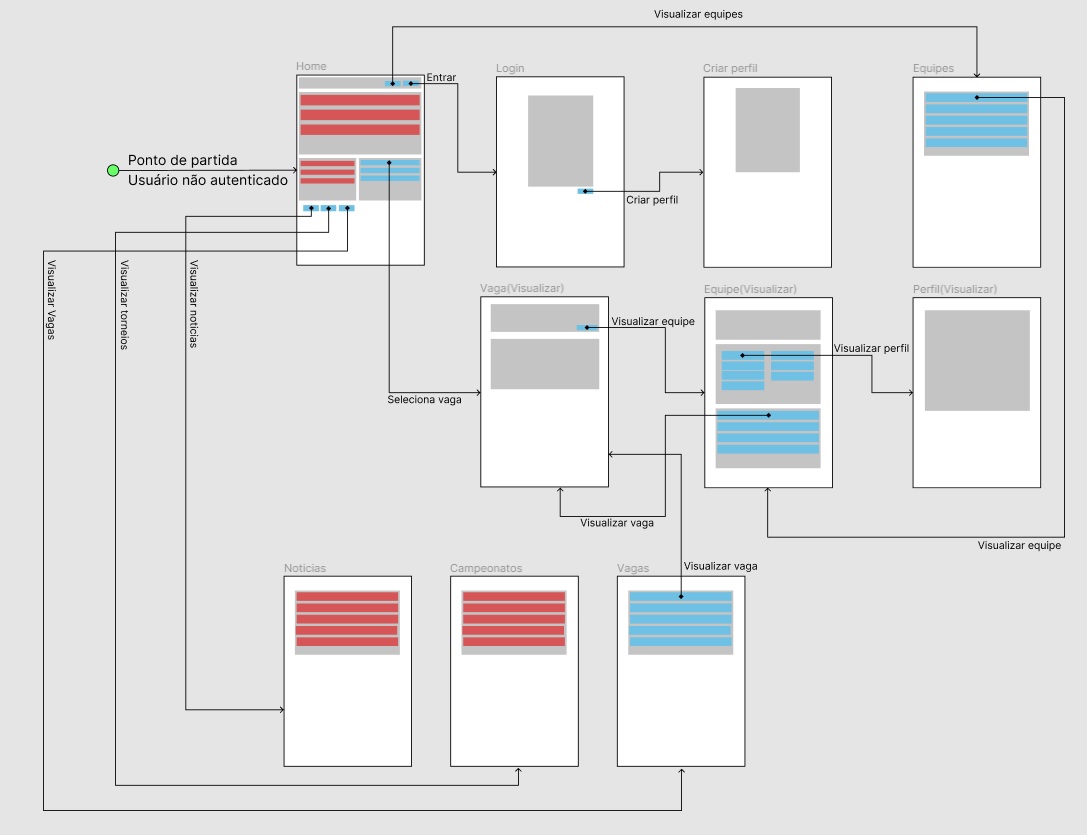 Visualizar equipes
Home
Login
Criar perfil
Equipes
Entrar
Ponto de partida
Usuário não autenticado
Criar perfil
Visualizar Vagas
Visualizar torneios
Visualizar noticias
Vaga(Visualizar)
Equipe(Visualizar)
Perfil(Visualizar)
Visualizar equipe
Visualizar perfil
Seleciona vaga
Visualizar vaga
Visualizar equipe
Noticias
Campeonatos
Vagas
Visualizar vaga